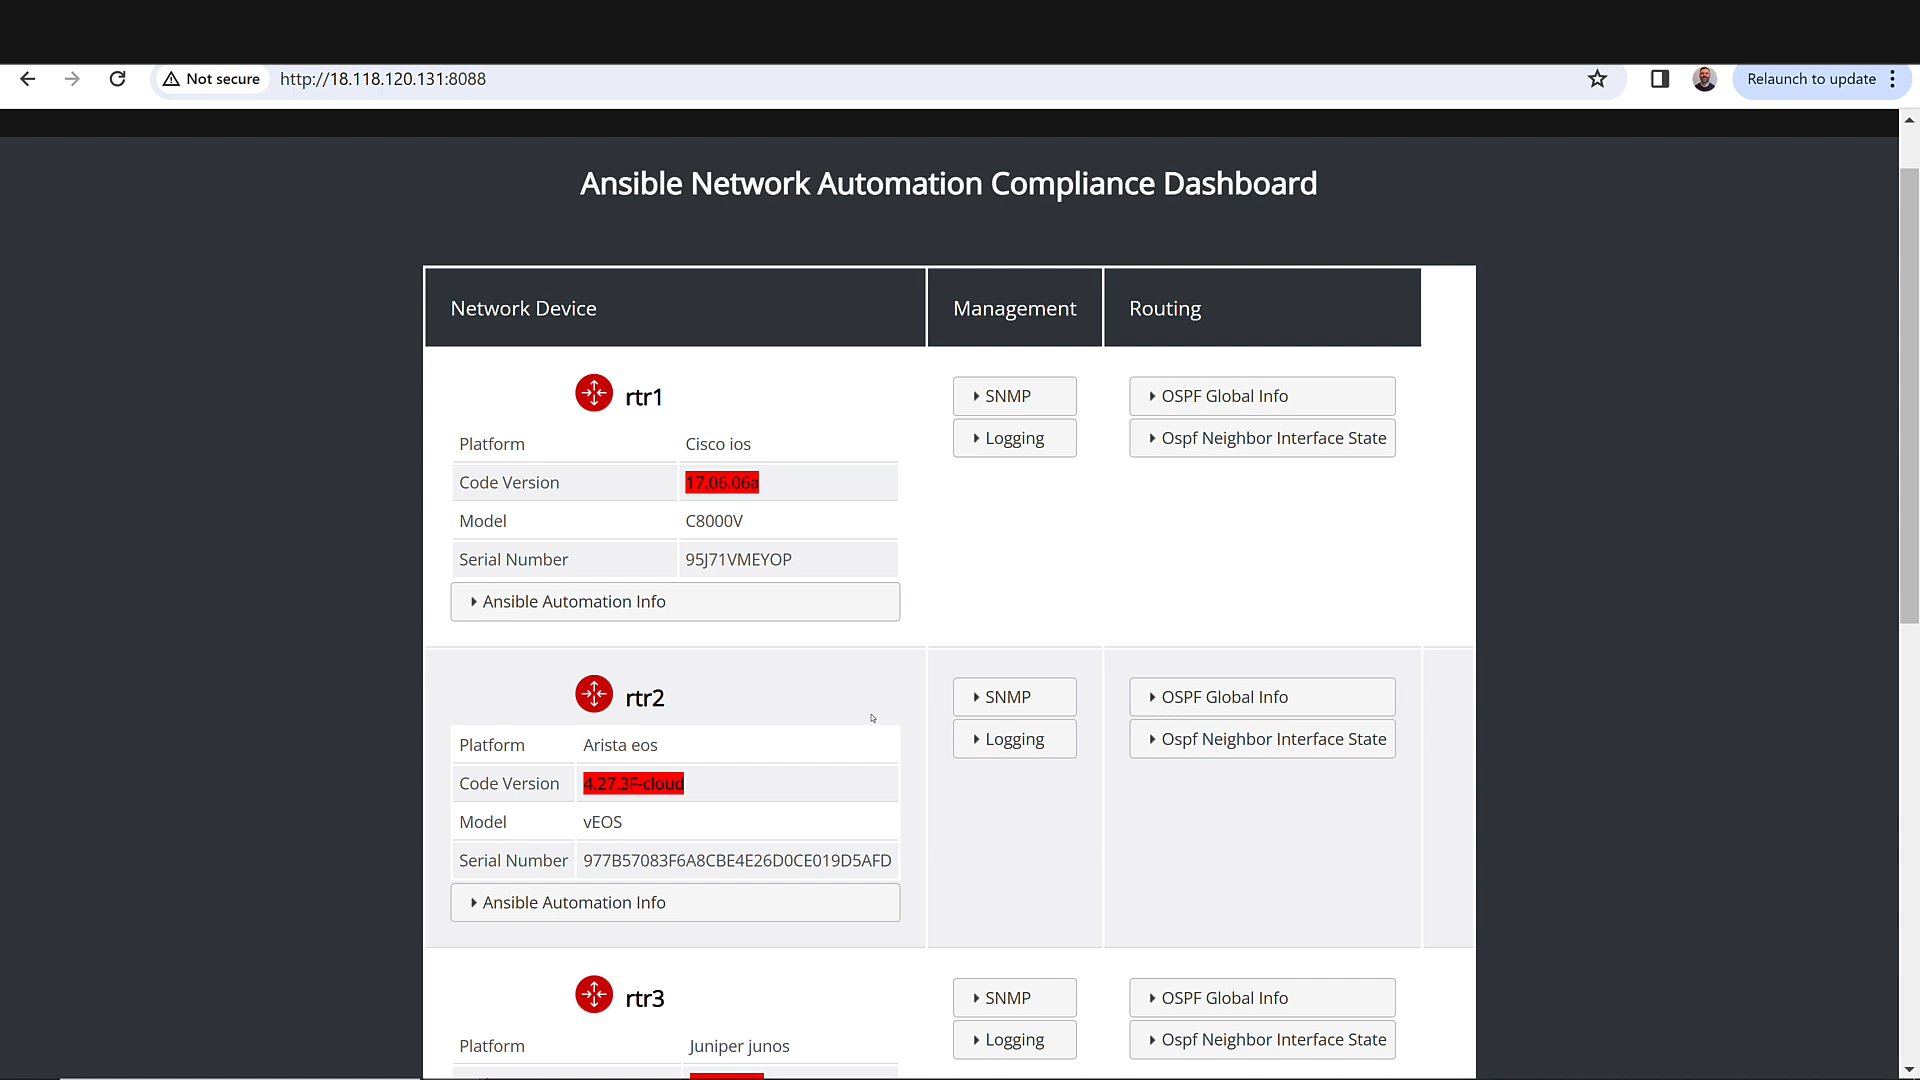 Not secure
http://18.118.120.131:8088
Relaunch to update
Ansible Network Automation Compliance Dashboard
Network Device
Management
Routing
rtr1
Platform Cisco ios
Code Version 17.06.06a
Model C8000V
Serial Number 95J71VMEYOP
Ansible Automation Info
SNMP
Logging
OSPF Global Info
Ospf Neighbor Interface State
rtr2
Platform Arista eos
Code Version 4.27.3F-cloud
Model vEOS
Serial Number 977B57083F6A8CBE4E26D0CE019D5AFD
Ansible Automation Info
SNMP
Logging
OSPF Global Info
Ospf Neighbor Interface State
rtr3
Platform Juniper junos
SNMP
Logging
OSPF Global Info
Ospf Neighbor Interface State